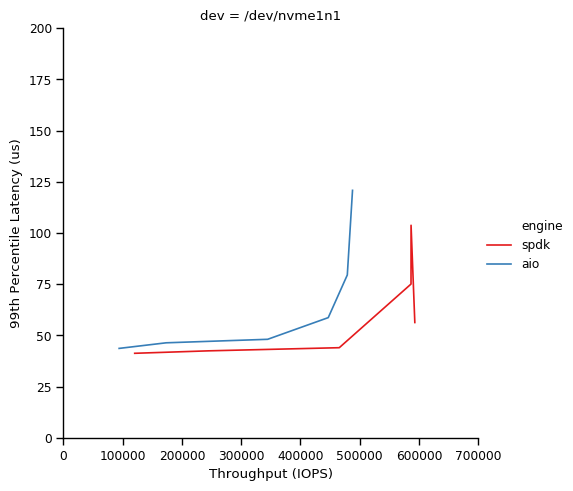 dev = /dev/nvme1n1
200
175
150
125
100
75
50
25
0
99th Percentile Latency (us)
0 100000 200000 300000 400000 500000 600000 700000
Throughput (IOPS)
engine
spdk
aio